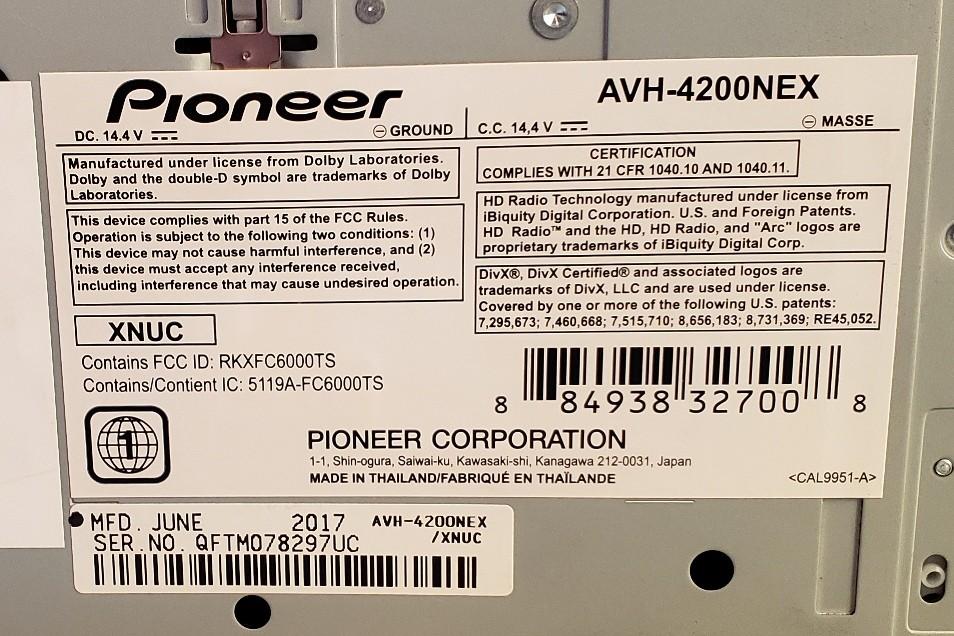 Pioneer
AVH-4200NEX
DC. 14.4 V
⊖ GROUND
C.C. 14,4 V
⊖ MASSE
Manufactured under license from Dolby Laboratories.
Dolby and the double-D symbol are trademarks of Dolby
Laboratories.
This device complies with part 15 of the FCC Rules.
Operation is subject to the following two conditions: (1)
This device may not cause harmful interference, and (2)
this device must accept any interference received,
including interference that may cause undesired operation.
CERTIFICATION
COMPLIES WITH 21 CFR 1040.10 AND 1040.11.
HD Radio Technology manufactured under license from
iBiquity Digital Corporation. U.S. and Foreign Patents.
HD Radio™ and the HD, HD Radio, and "Arc" logos are
proprietary trademarks of iBiquity Digital Corp.
DivX®, DivX Certified® and associated logos are
trademarks of DivX, LLC and are used under license.
Covered by one or more of the following U.S. patents:
7,295,673; 7,460,668; 7,515,710; 8,656,183; 8,731,369; RE45,052.
XNUC
Contains FCC ID: RKXFC6000TS
Contains/Contient IC: 5119A-FC6000TS
1
8 84938 32700 8
PIONEER CORPORATION
1-1, Shin-ogura, Saiwai-ku, Kawasaki-shi, Kanagawa 212-0031, Japan
MADE IN THAILAND/FABRIQUÉ EN THAÏLANDE
<CAL9951-A>
MFD. JUNE 2017 AVH-4200NEX
/XNUC
SER.NO. QFTM078297UC